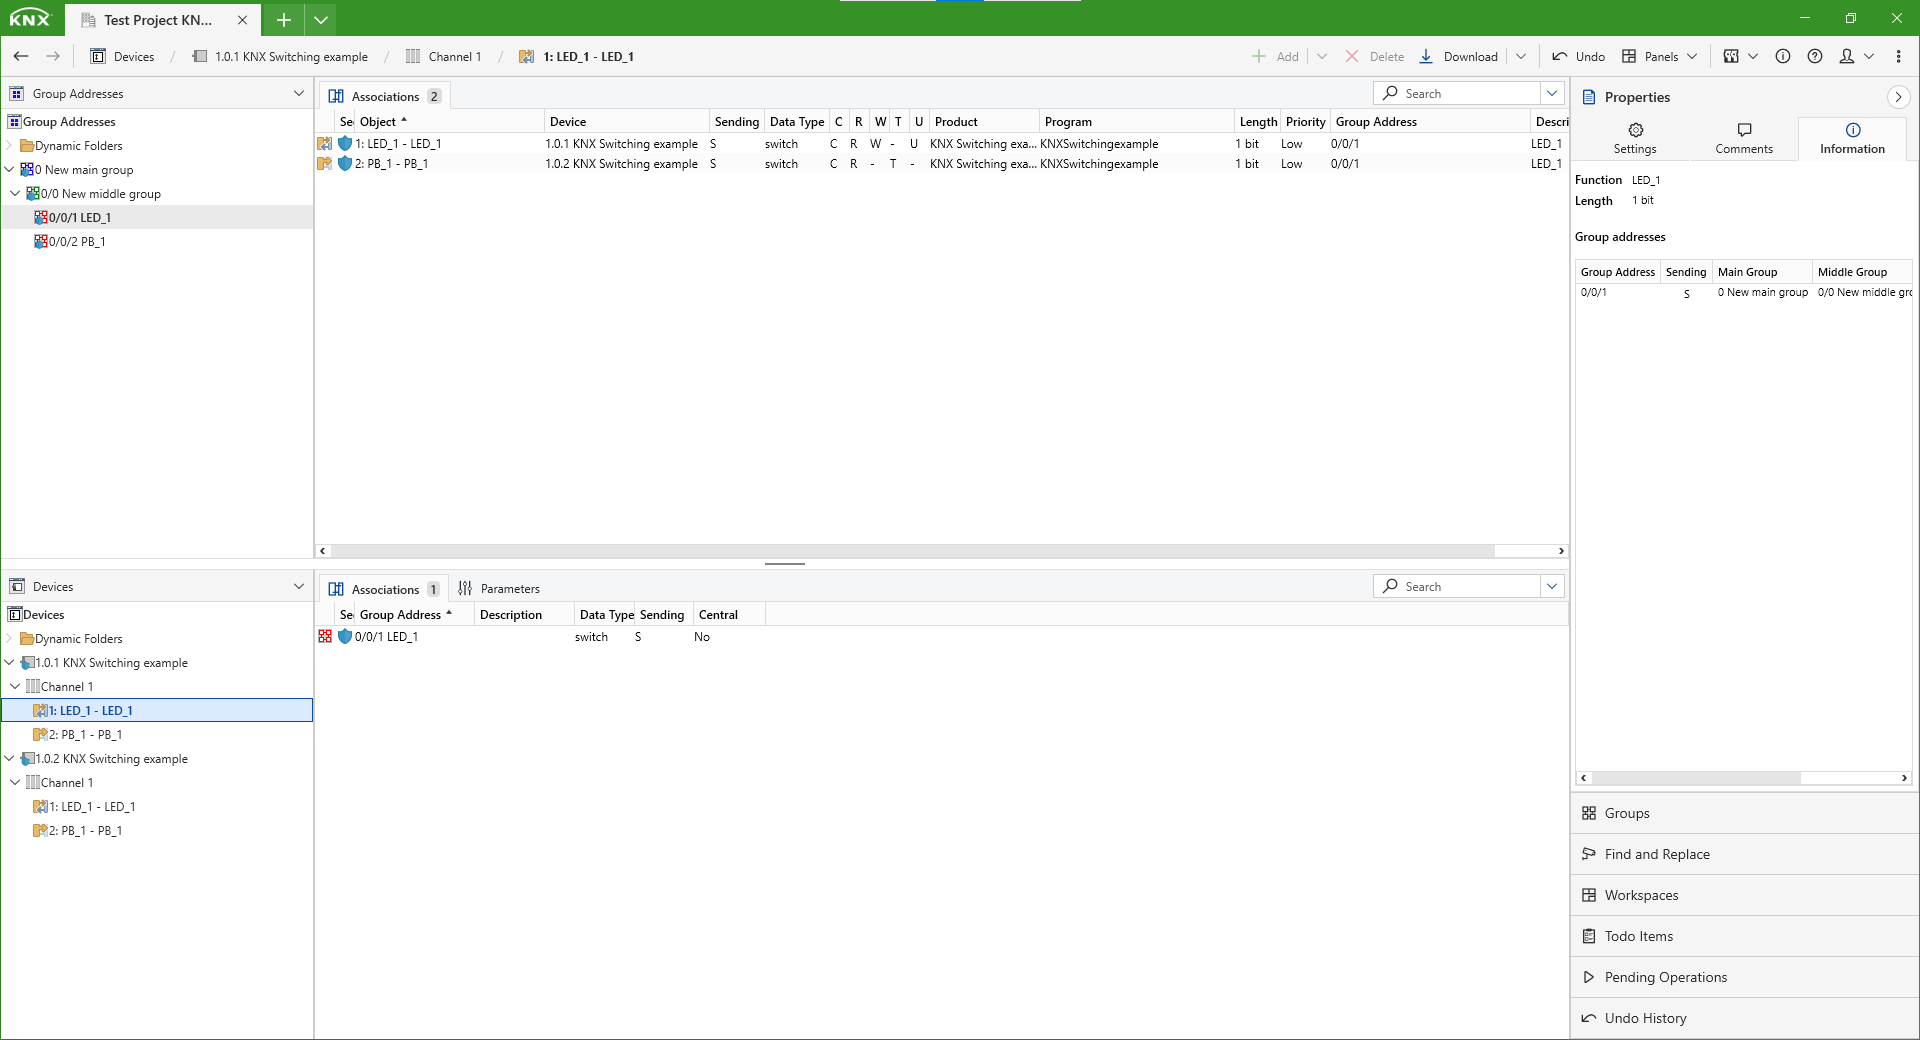 KNX Test Project KN...
Devices / 1.0.1 KNX Switching example / Channel 1 / 1: LED_1 - LED_1 Add Delete Download Undo Panels
Group Addresses
Group Addresses
Dynamic Folders
0 New main group
0/0 New middle group
0/0/1 LED_1
0/0/2 PB_1
Associations 2 Search
Object Device Sending Data Type C R W T U Product Program Length Priority Group Address Descri
1: LED_1 - LED_1 1.0.1 KNX Switching example S switch C R W - U KNX Switching exa... KNXSwitchingexample 1 bit Low 0/0/1 LED_1
2: PB_1 - PB_1 1.0.2 KNX Switching example S switch C R - T - KNX Switching exa... KNXSwitchingexample 1 bit Low 0/0/1 LED_1
Properties
Settings Comments Information
Function LED_1
Length 1 bit
Group addresses
Group Address Sending Main Group Middle Group
0/0/1 S 0 New main group 0/0 New middle gro
Devices
Devices
Dynamic Folders
1.0.1 KNX Switching example
Channel 1
1: LED_1 - LED_1
2: PB_1 - PB_1
1.0.2 KNX Switching example
Channel 1
1: LED_1 - LED_1
2: PB_1 - PB_1
Associations 1 Parameters Search
Group Address Description Data Type Sending Central
0/0/1 LED_1 switch S No
Groups
Find and Replace
Workspaces
Todo Items
Pending Operations
Undo History